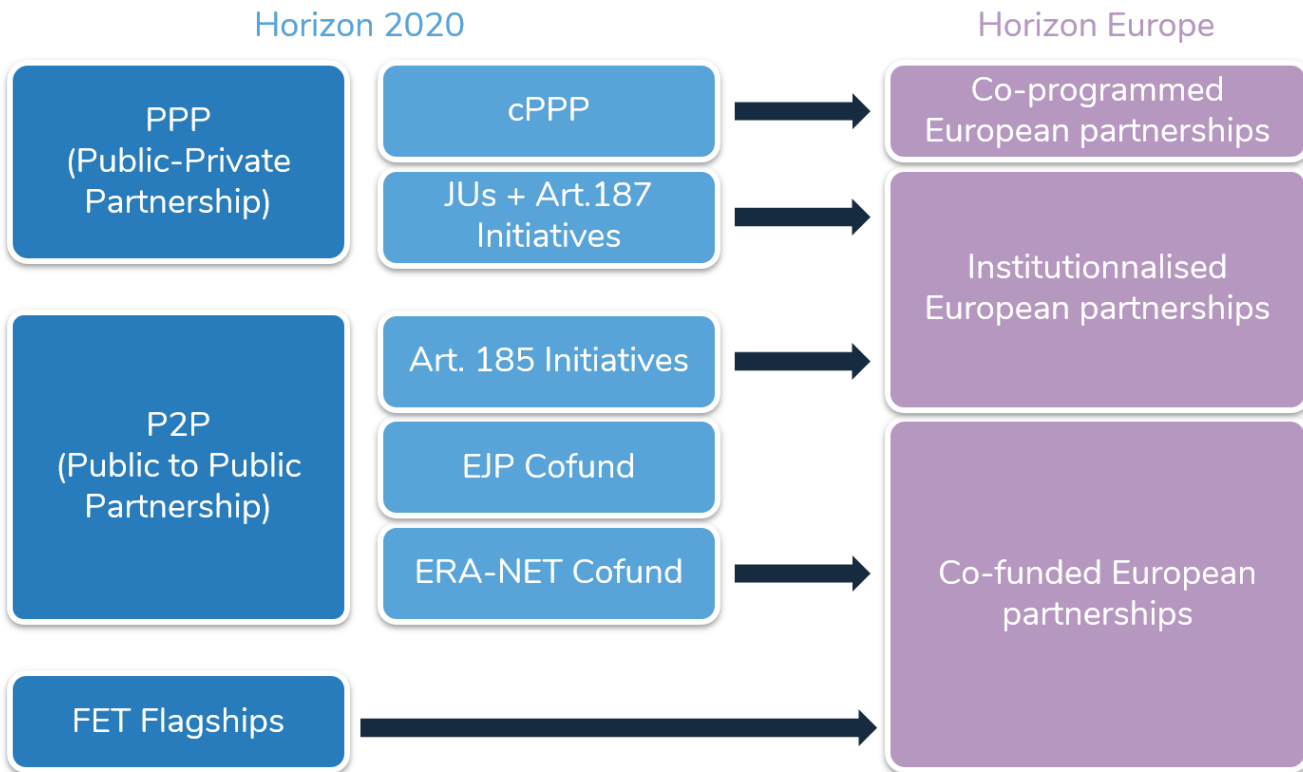 Horizon 2020
Horizon Europe
PPP
(Public-Private
Partnership)
cPPP
Co-programmed
European partnerships
JUs + Art.187
Initiatives
Institutionnalised
European partnerships
P2P
(Public to Public
Partnership)
Art. 185 Initiatives
EJP Cofund
ERA-NET Cofund
Co-funded European
partnerships
FET Flagships